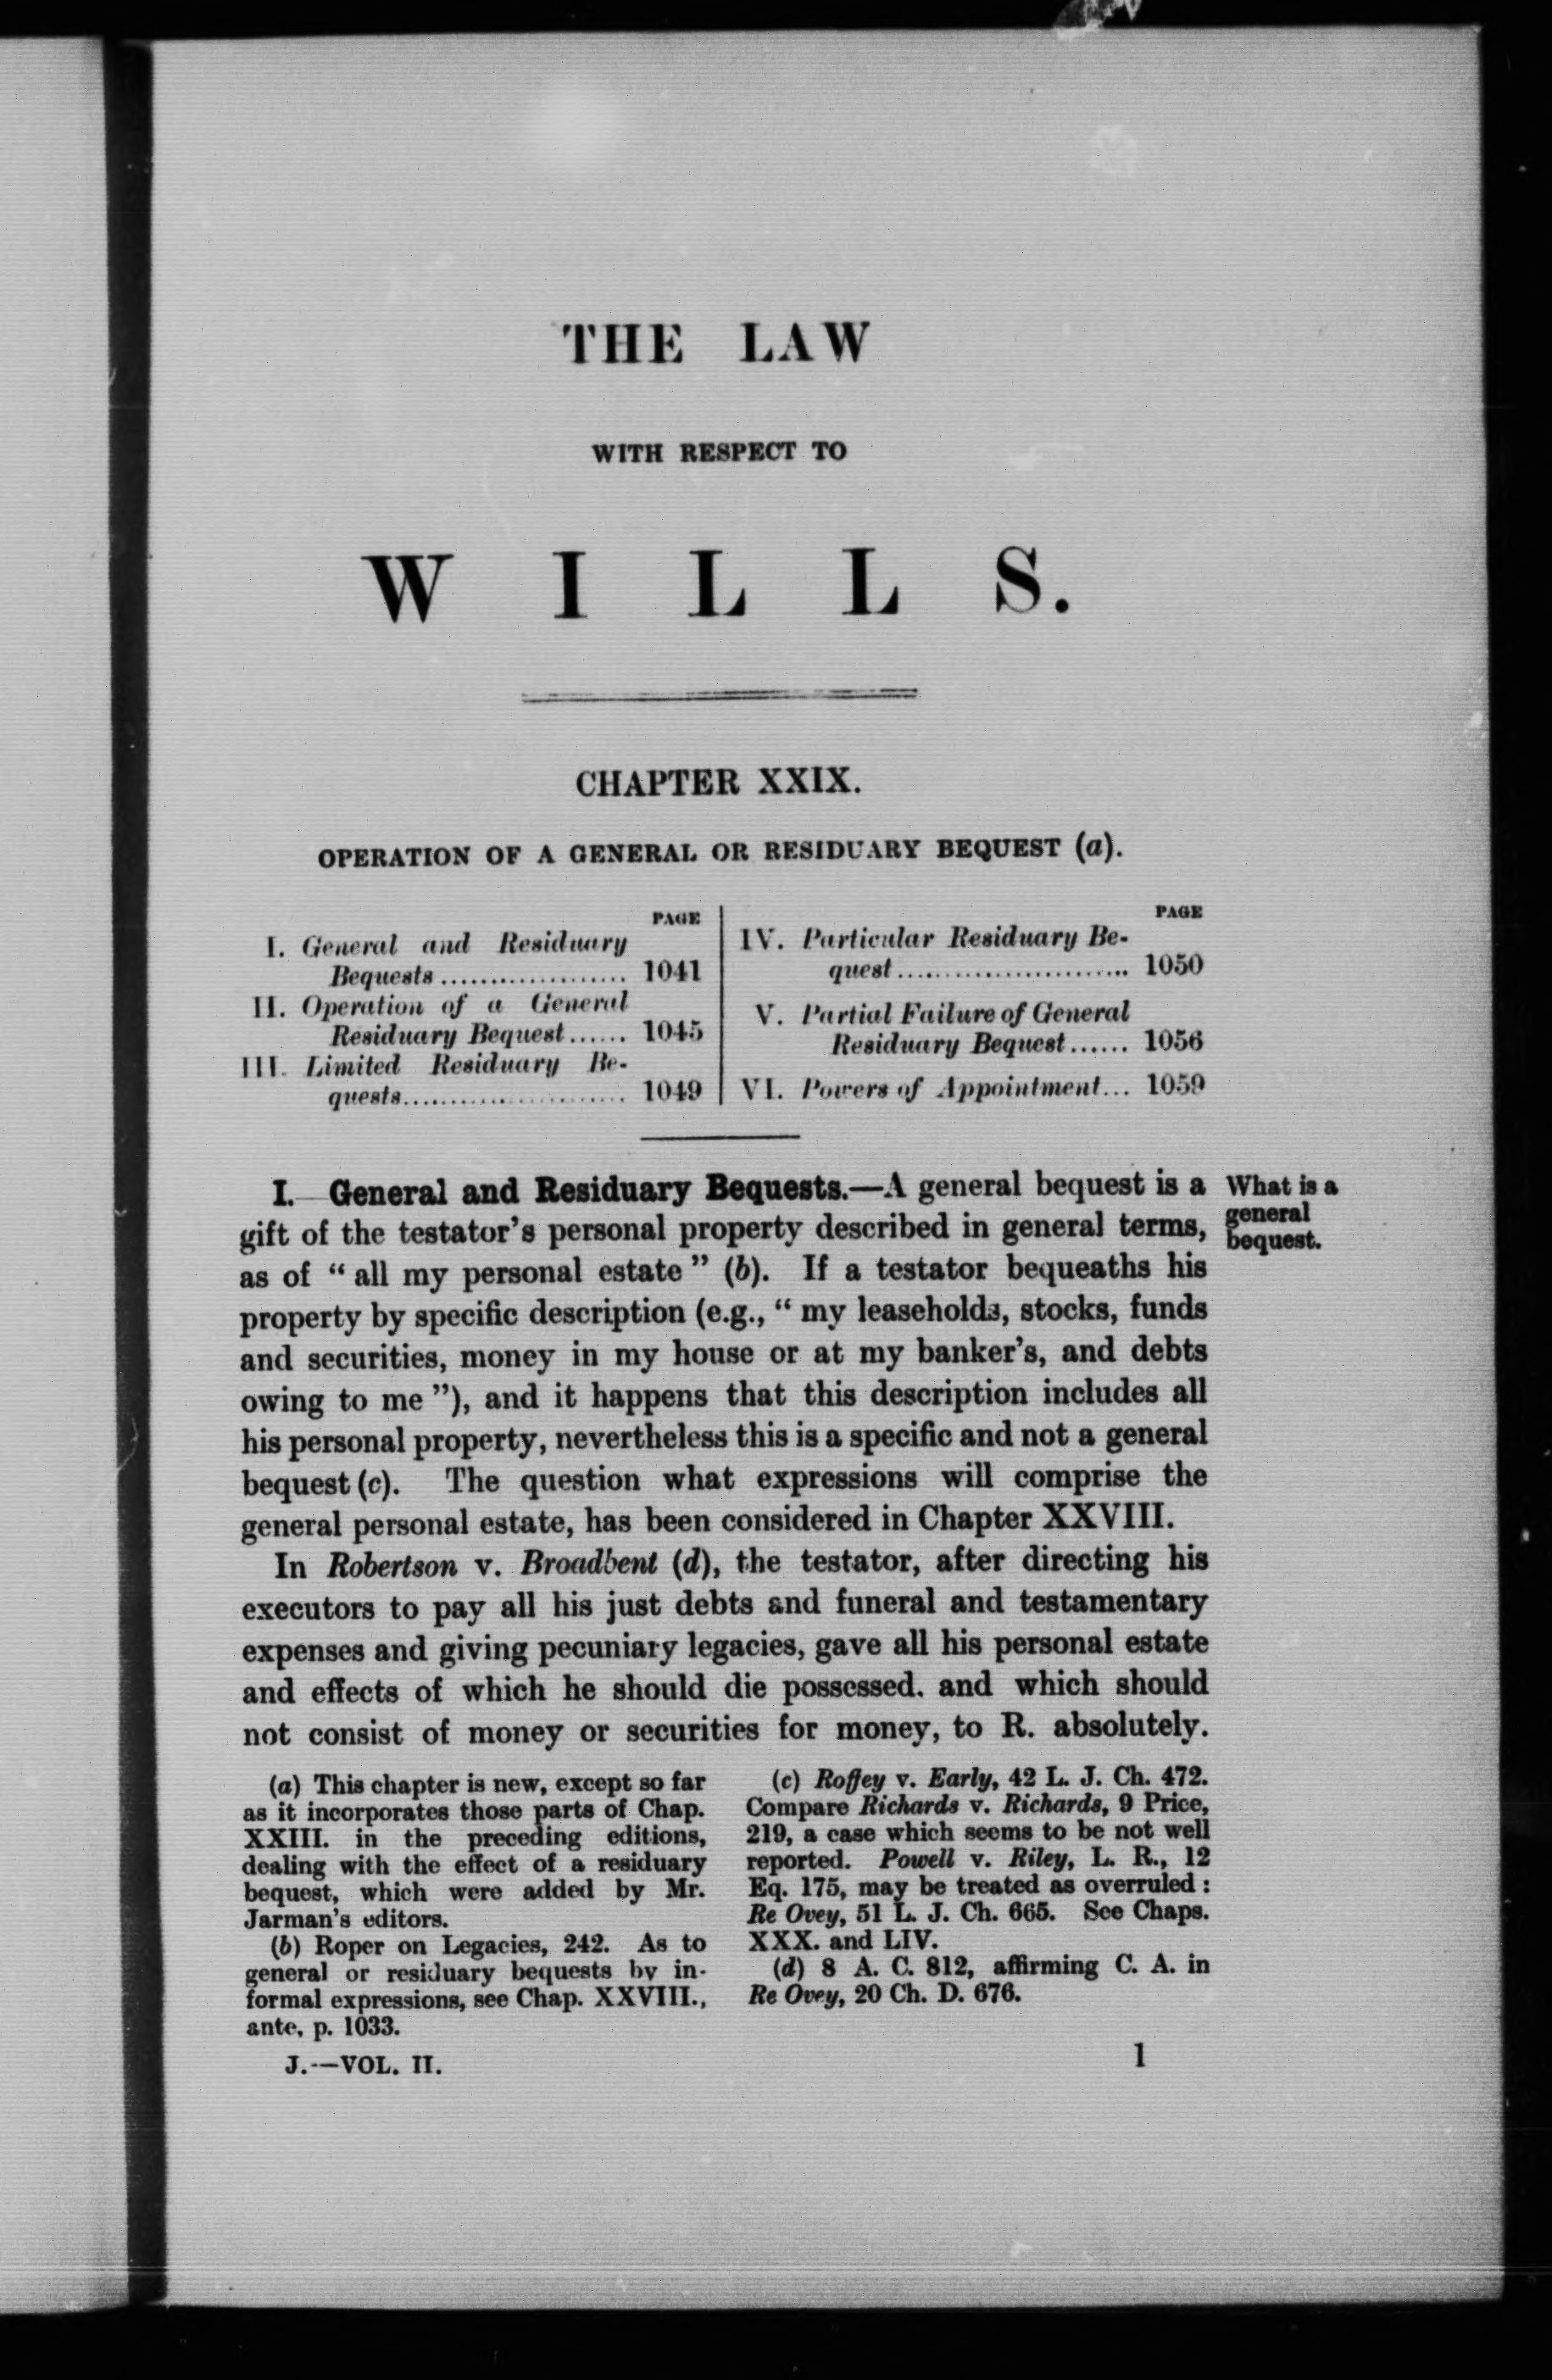 THE LAW
WITH RESPECT TO
WILLS.
CHAPTER XXIX.
OPERATION OF A GENERAL OR RESIDUARY BEQUEST (a).
PAGE
I. General and Residuary
Bequests................... 1041
II. Operation of a General
Residuary Bequest...... 1045
III. Limited Residuary Be-
quests........................ 1049
PAGE
IV. Particular Residuary Be-
quest......................... 1050
V. Partial Failure of General
Residuary Bequest...... 1056
VI. Powers of Appointment... 1059
I. General and Residuary Bequests.—A general bequest is a
gift of the testator's personal property described in general terms,
as of “ all my personal estate ” (b). If a testator bequeaths his
property by specific description (e.g., “ my leaseholds, stocks, funds
and securities, money in my house or at my banker's, and debts
owing to me ”), and it happens that this description includes all
his personal property, nevertheless this is a specific and not a general
bequest (c). The question what expressions will comprise the
general personal estate, has been considered in Chapter XXVIII.
What is a
general
bequest.
In Robertson v. Broadbent (d), the testator, after directing his
executors to pay all his just debts and funeral and testamentary
expenses and giving pecuniary legacies, gave all his personal estate
and effects of which he should die possessed. and which should
not consist of money or securities for money, to R. absolutely.
(a) This chapter is new, except so far
as it incorporates those parts of Chap.
XXIII. in the preceding editions,
dealing with the effect of a residuary
bequest, which were added by Mr.
Jarman's editors.
(b) Roper on Legacies, 242. As to
general or residuary bequests by in-
formal expressions, see Chap. XXVIII.,
ante, p. 1033.
(c) Roffey v. Early, 42 L. J. Ch. 472.
Compare Richards v. Richards, 9 Price,
219, a case which seems to be not well
reported. Powell v. Riley, L. R., 12
Eq. 175, may be treated as overruled :
Re Ovey, 51 L. J. Ch. 665. See Chaps.
XXX. and LIV.
(d) 8 A. C. 812, affirming C. A. in
Re Ovey, 20 Ch. D. 676.
J.—VOL. II.
1